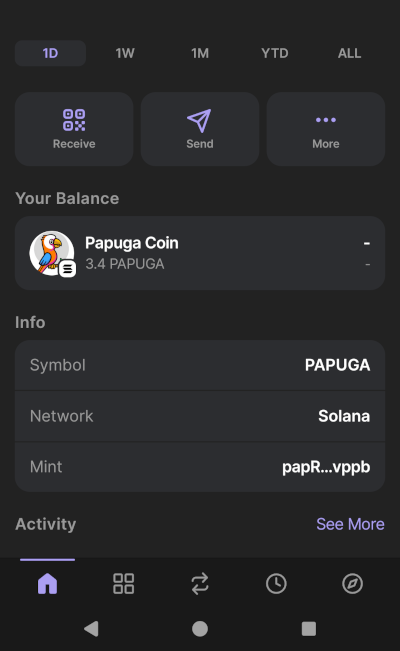 1D 1W 1M YTD ALL
Receive Send More
Your Balance
Papuga Coin -
3.4 PAPUGA -
Info
Symbol PAPUGA
Network Solana
Mint papR...vppb
Activity See More